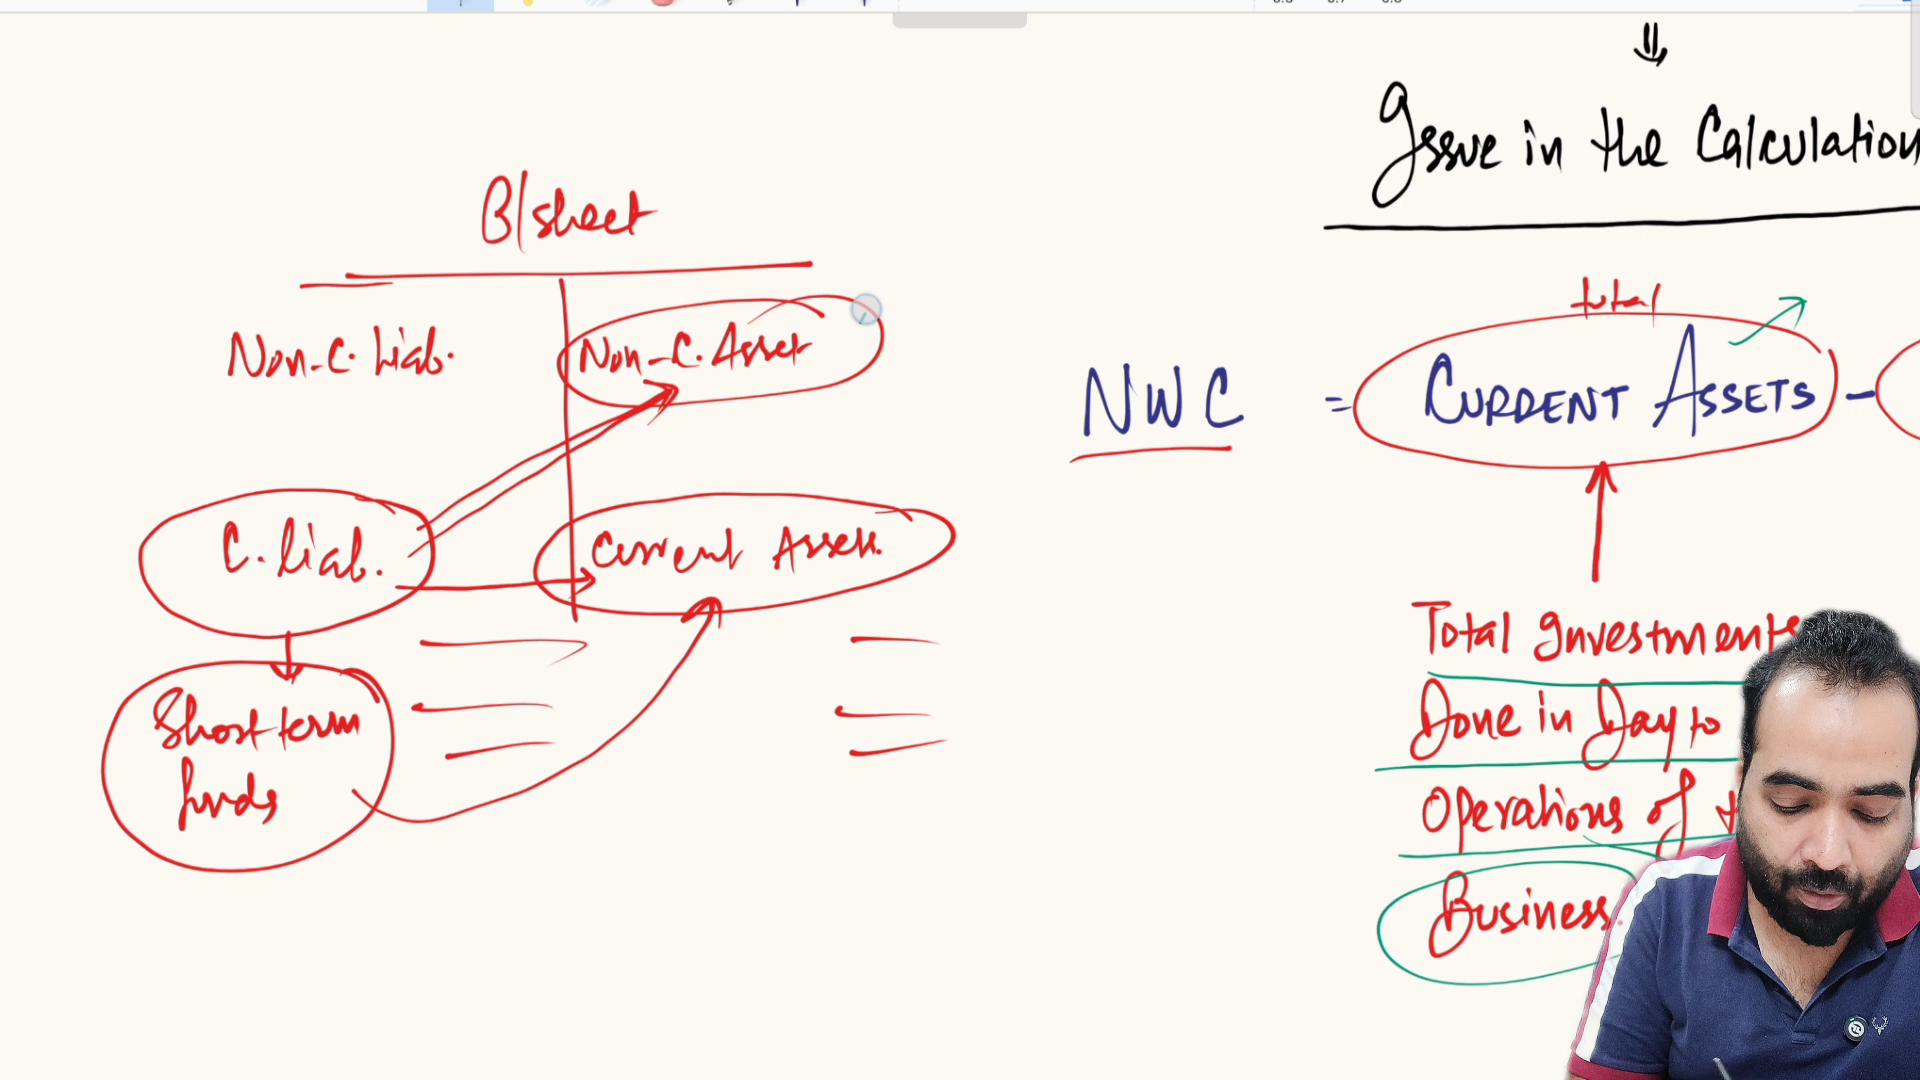 Issue in the Calculation
B/sheet
Non-C. Liab.
Non-C. Asset
C. Liab.
Current Assets.
Short term
funds
total
NWC = CURRENT ASSETS -
Total Investments
Done in Day to
Operations of
Business.